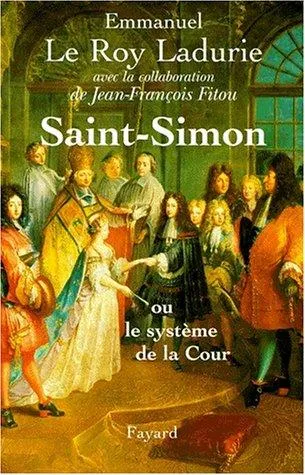 Emmanuel
Le Roy Ladurie
avec la collaboration
de Jean-François Fitou
Saint-Simon
ou
le système
de la Cour
Fayard